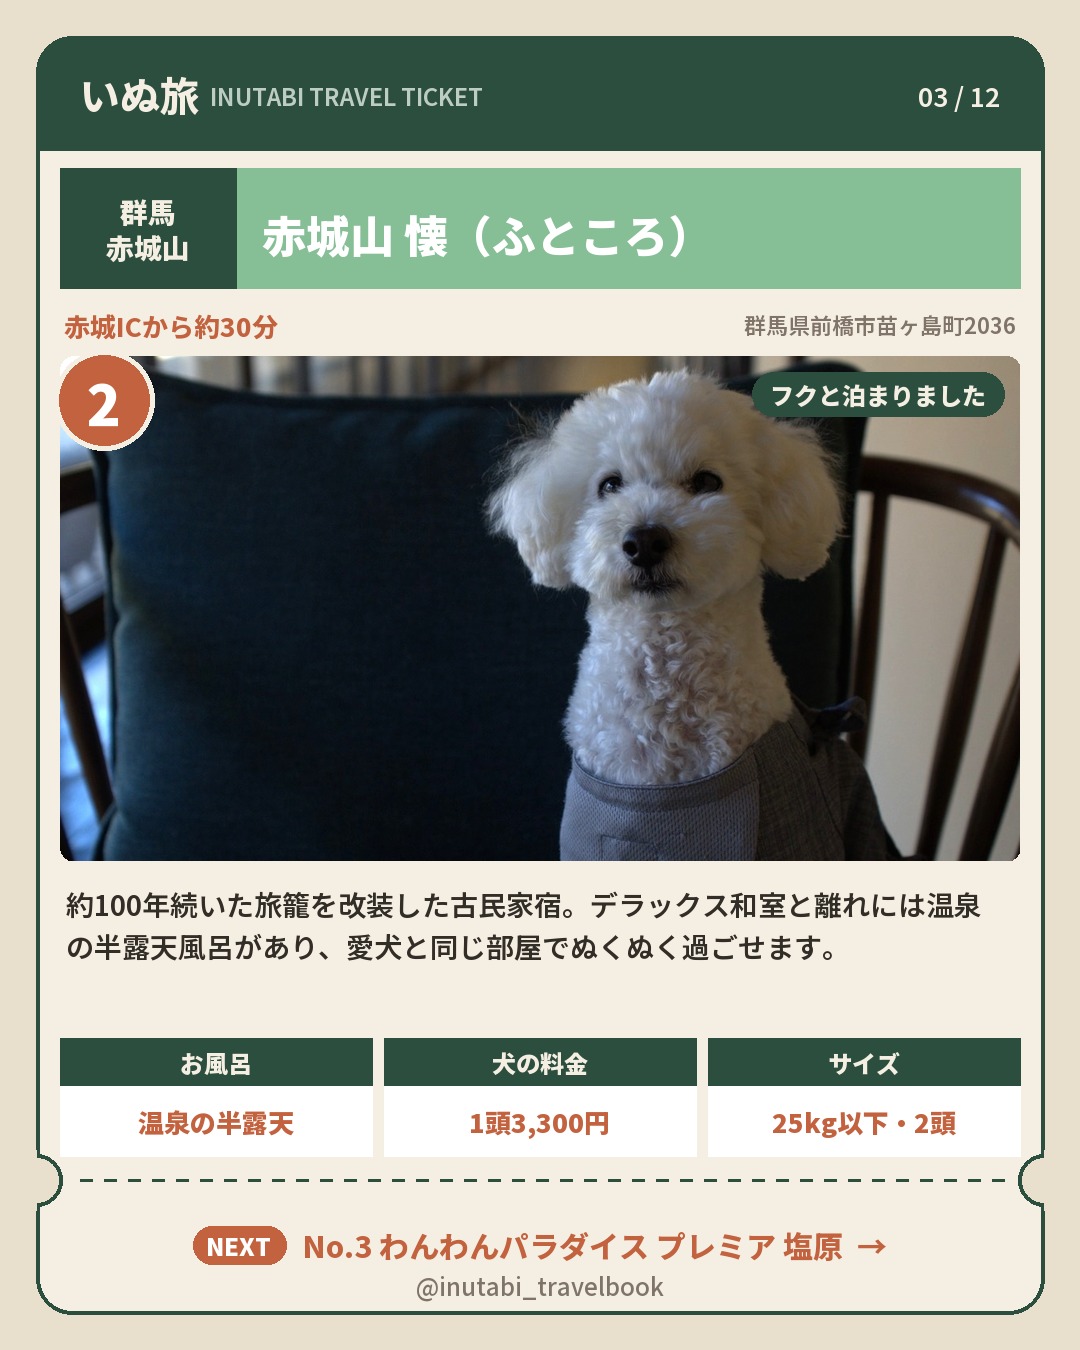 いぬ旅 INUTABI TRAVEL TICKET
03 / 12
群馬
赤城山
赤城山 懐（ふところ）
赤城ICから約30分
群馬県前橋市苗ヶ島町2036
2
フクと泊まりました
約100年続いた旅籠を改装した古民家宿。デラックス和室と離れには温泉
の半露天風呂があり、愛犬と同じ部屋でぬくぬく過ごせます。
お風呂
犬の料金
サイズ
温泉の半露天
1頭3,300円
25kg以下・2頭
NEXT No.3 わんわんパラダイス プレミア 塩原 →
@inutabi_travelbook